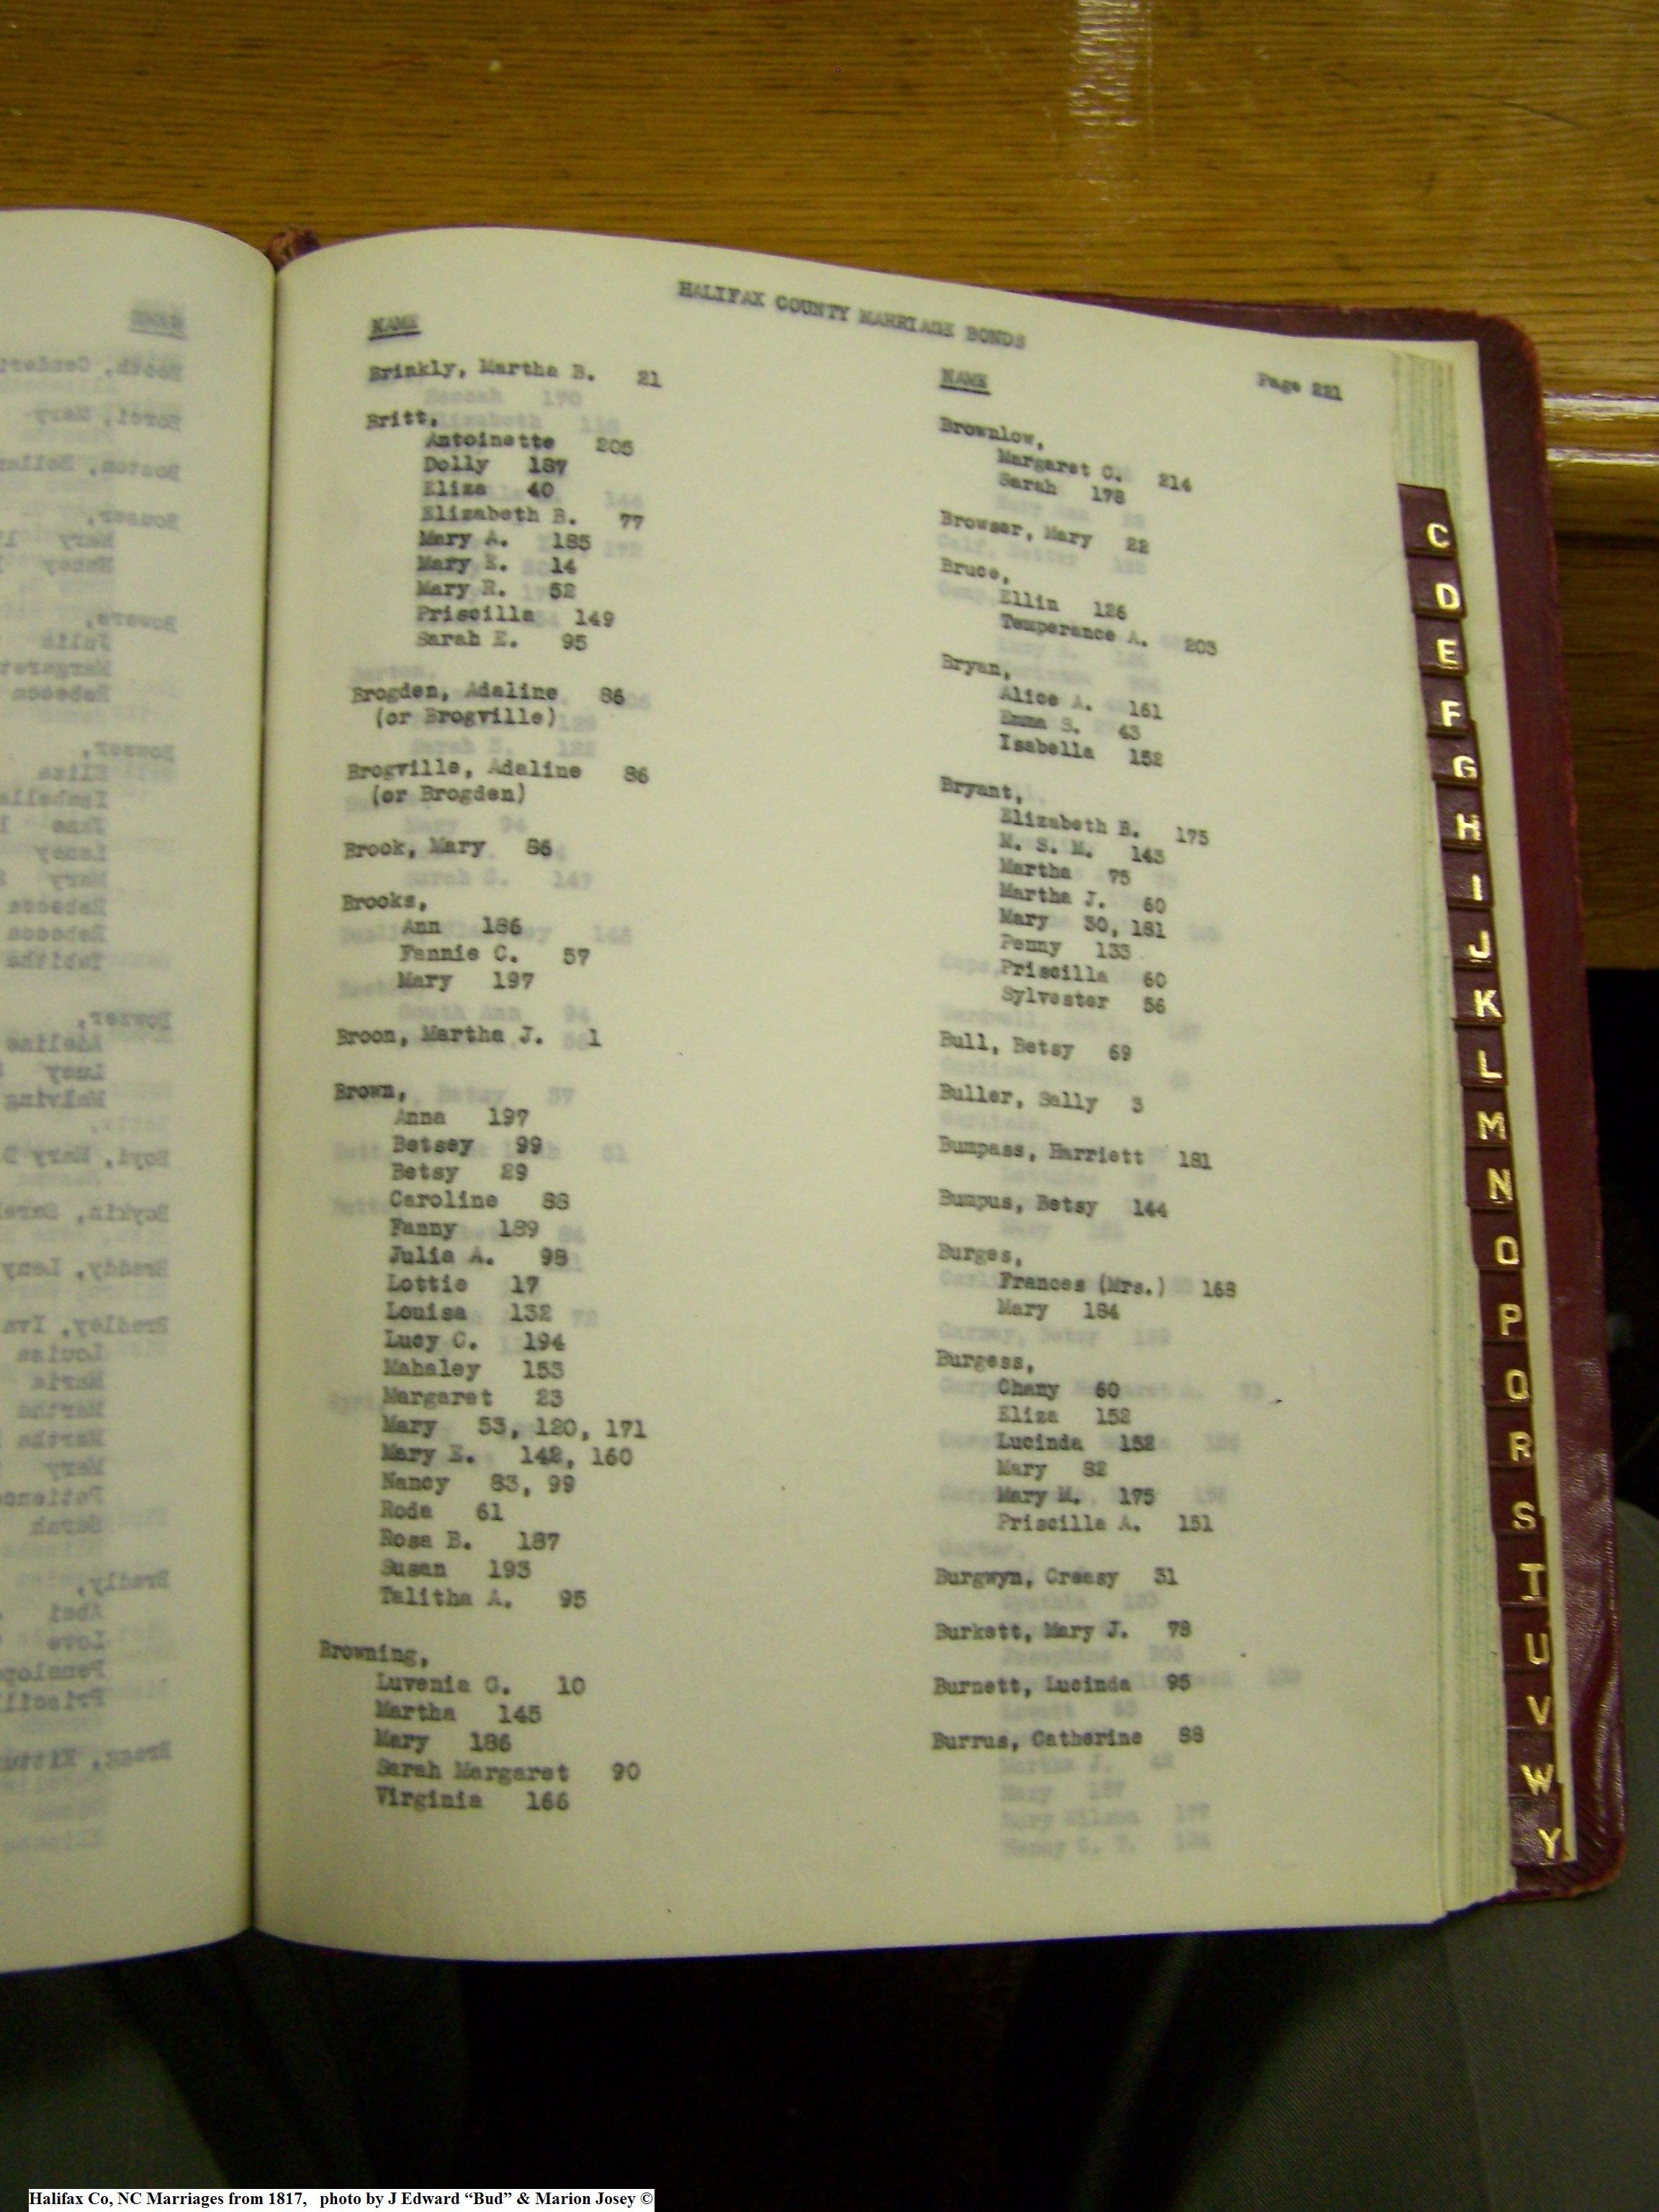 HALIFAX COUNTY MARRIAGE BONDS
NAME
Brinkly, Martha B. 21
Britt,
Antoinette 205
Dolly 187
Eliza 40
Elizabeth B. 77
Mary A. 185
Mary E. 14
Mary R. 52
Priscilla 149
Sarah E. 95
Brogden, Adaline 86
(or Brogville)
Brogville, Adaline 86
(or Brogden)
Brook, Mary 86
Brooks,
Ann 186
Fannie C. 57
Mary 197
Broon, Martha J. 1
Brown,
Anna 197
Betsey 99
Betsy 29
Caroline 88
Fanny 189
Julia A. 98
Lottie 17
Louisa 132
Lucy C. 194
Mahaley 153
Margaret 23
Mary 53, 120, 171
Mary E. 142, 160
Nancy 83, 99
Roda 61
Rosa B. 187
Susan 193
Talitha A. 95
Browning,
Luvenia G. 10
Martha 145
Mary 186
Sarah Margaret 90
Virginia 166
NAME
Page 221
Brownlow,
Margaret C. 214
Sarah 178
Browser, Mary 22
Bruce,
Ellin 126
Temperance A. 203
Bryan,
Alice A. 161
Emma S. 43
Isabella 152
Bryant,
Elizabeth B. 175
M. S. M. 143
Martha 75
Martha J. 60
Mary 30, 181
Penny 133
Priscilla 60
Sylvester 56
Bull, Betsy 69
Buller, Sally 3
Bumpass, Harriett 181
Bumpus, Betsy 144
Burges,
Frances (Mrs.) 168
Mary 184
Burgess,
Chany 60
Eliza 152
Lucinda 152
Mary 82
Mary M. 175
Priscilla A. 151
Burgwyn, Creasy 31
Burkett, Mary J. 78
Burnett, Lucinda 95
Burrus, Catherine 88
C
D
E
F
G
H
I
J
K
L
M
N
O
P
Q
R
S
T
U
V
W
Y
Halifax Co, NC Marriages from 1817, photo by J Edward “Bud” & Marion Josey ©